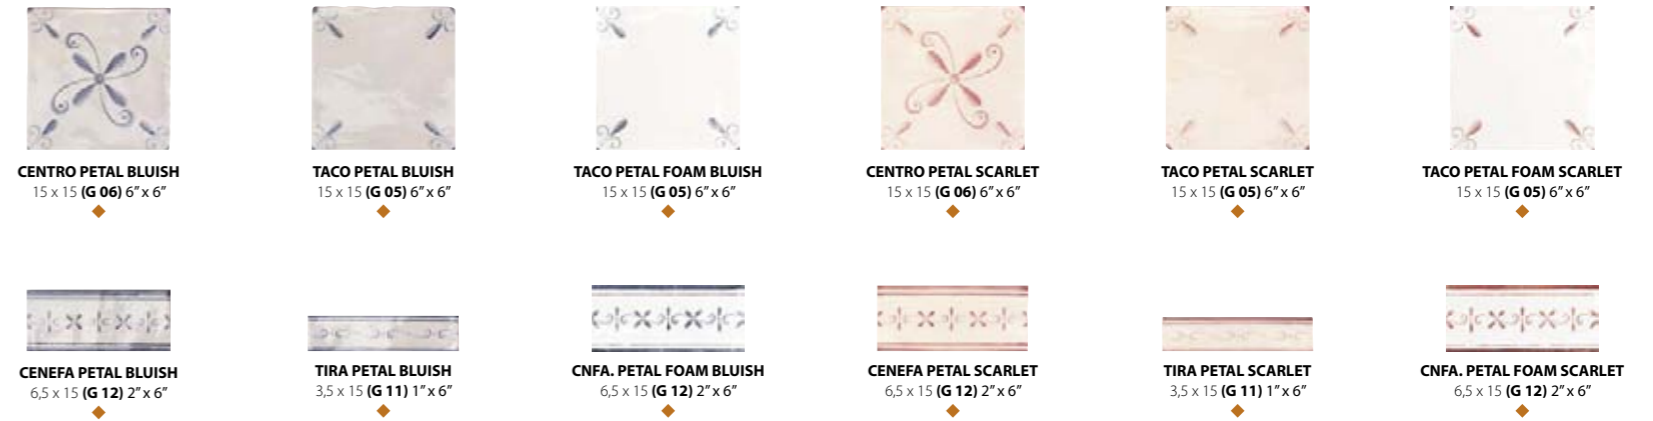 CENTRO PETAL BLUISH
15 x 15 (G 06) 6” x 6”
TACO PETAL BLUISH
15 x 15 (G 05) 6” x 6”
TACO PETAL FOAM BLUISH
15 x 15 (G 05) 6” x 6”
CENTRO PETAL SCARLET
15 x 15 (G 06) 6” x 6”
TACO PETAL SCARLET
15 x 15 (G 05) 6” x 6”
TACO PETAL FOAM SCARLET
15 x 15 (G 05) 6” x 6”
CENEFA PETAL BLUISH
6,5 x 15 (G 12) 2” x 6”
TIRA PETAL BLUISH
3,5 x 15 (G 11) 1” x 6”
CNFA. PETAL FOAM BLUISH
6,5 x 15 (G 12) 2” x 6”
CENEFA PETAL SCARLET
6,5 x 15 (G 12) 2” x 6”
TIRA PETAL SCARLET
3,5 x 15 (G 11) 1” x 6”
CNFA. PETAL FOAM SCARLET
6,5 x 15 (G 12) 2” x 6”